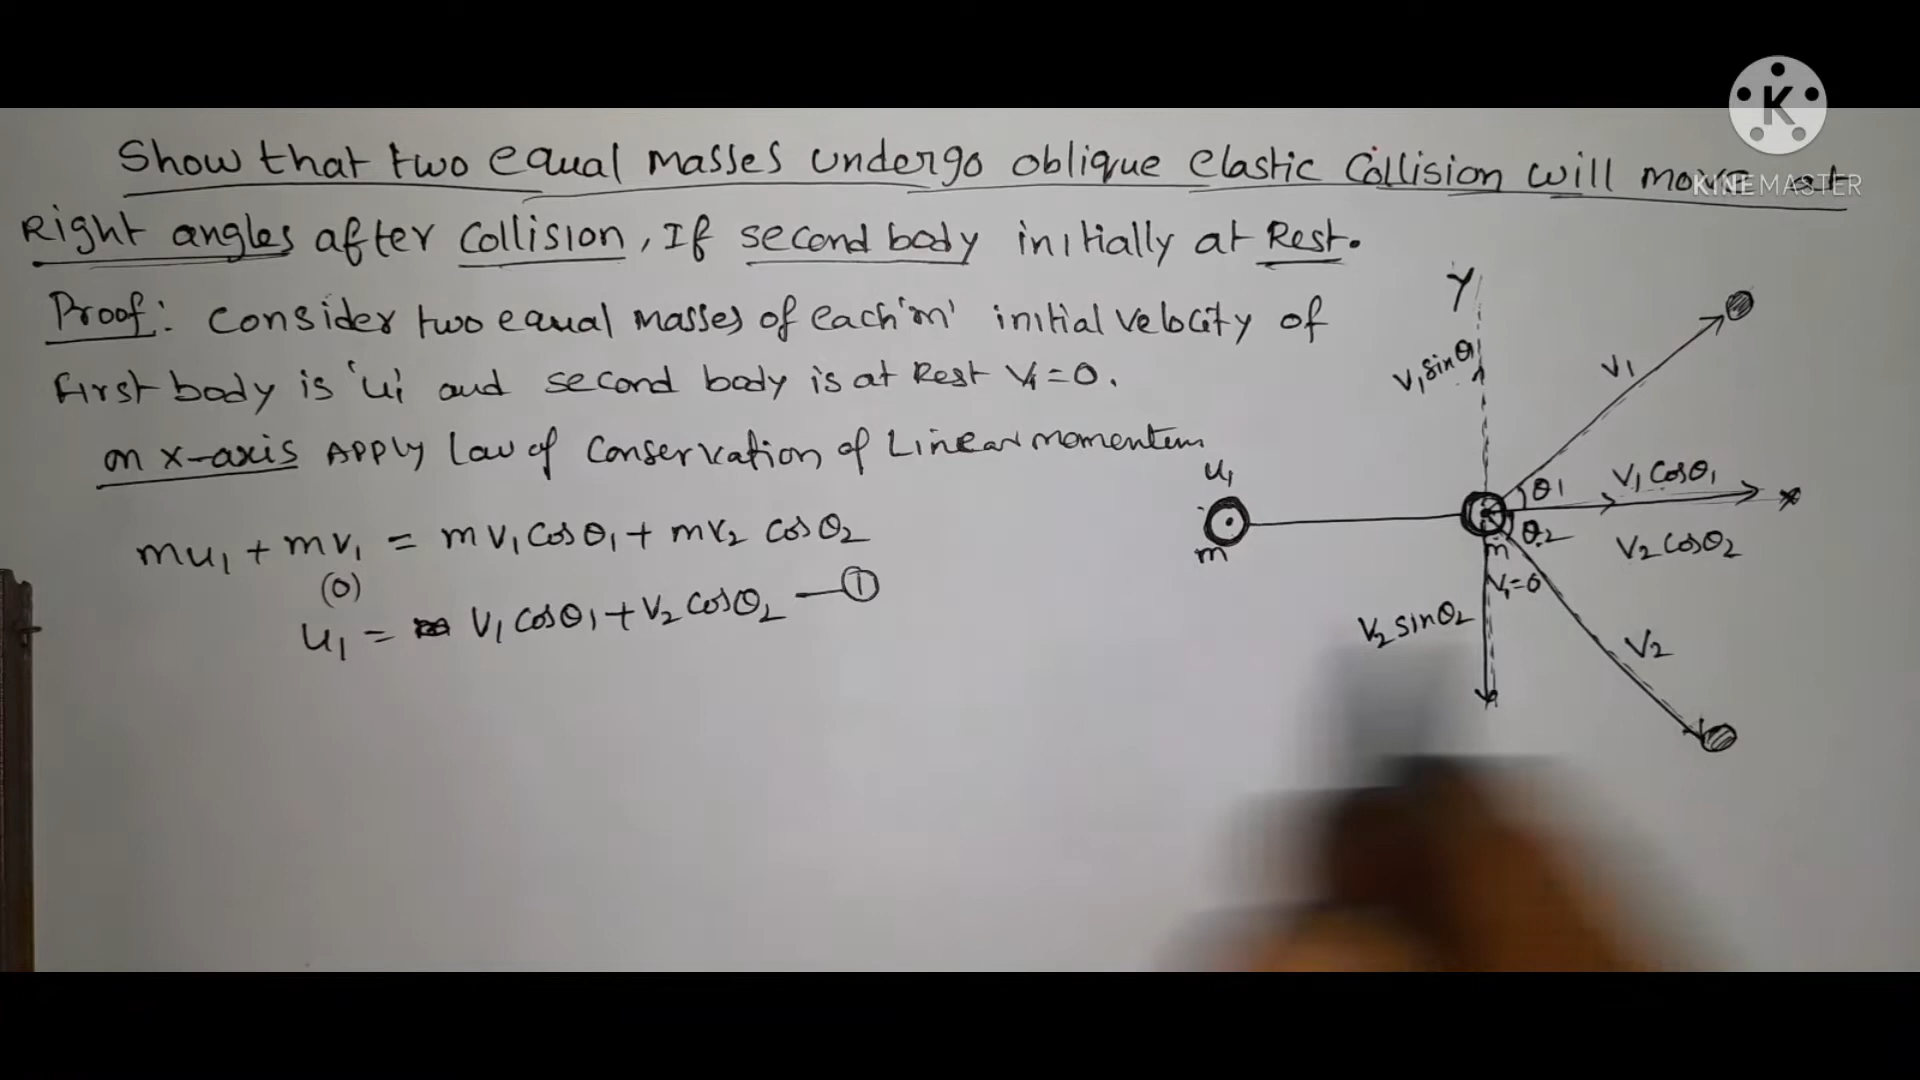 Show that two equal masses undergo oblique elastic Collision will move at
Right angles after Collision, If second body initially at Rest.
Proof: Consider two equal masses of each 'm' initial velocity of
First body is 'u1' and second body is at Rest V1=0.
on x-axis APPLY Law of Conservation of Linear momentum
mu1 + mv1 = mv1 Cosθ1 + mv2 Cosθ2
(0)
u1 = V1 Cosθ1 + V2 Cosθ2 — ①
Y
V1 sinθ1
V1
u1
m
θ1
V1 Cosθ1
x
θ2
V2 Cosθ2
m
V1=0
V2 sinθ2
V2
K
KINEMASTER